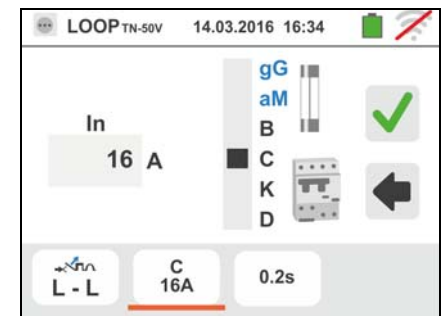 LOOP TN-50V 14.03.2016 16:34
gG
aM
B
In
16 A
C
K
D
L - L
C
16A
0.2s